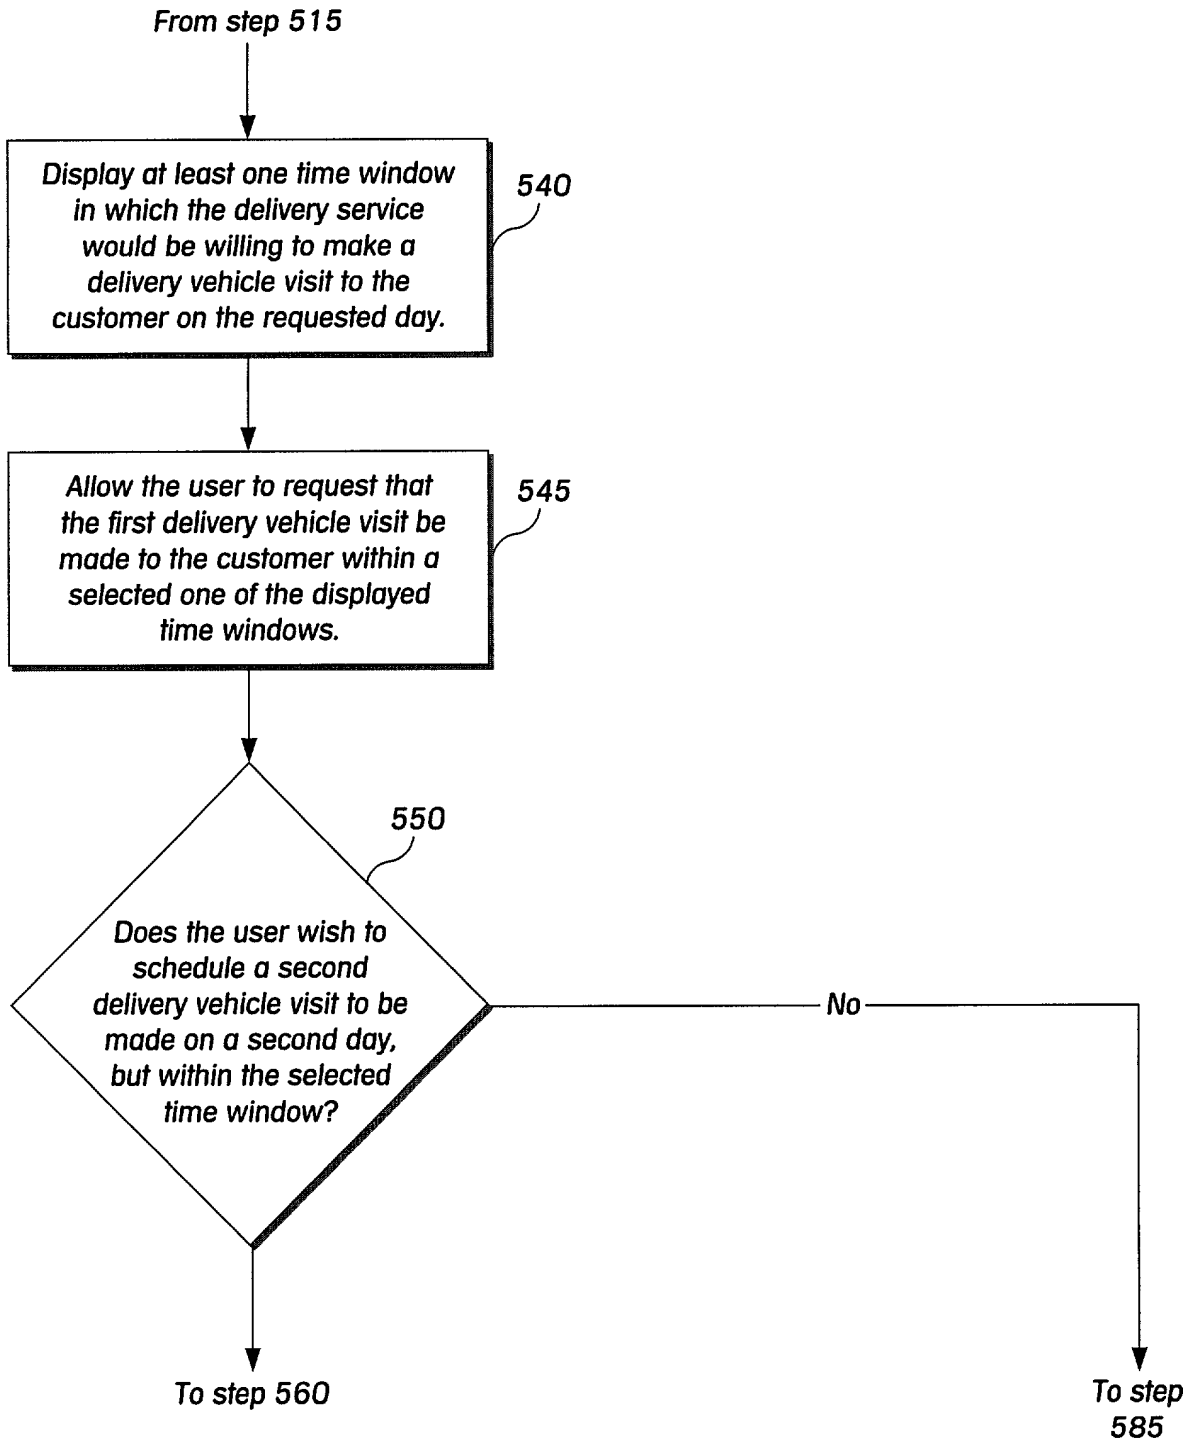 From step 515
Display at least one time window
in which the delivery service
would be willing to make a
delivery vehicle visit to the
customer on the requested day.
540
Allow the user to request that
the first delivery vehicle visit be
made to the customer within a
selected one of the displayed
time windows.
545
550
Does the user wish to
schedule a second
delivery vehicle visit to be
made on a second day,
but within the selected
time window?
No
To step 560
To step
585